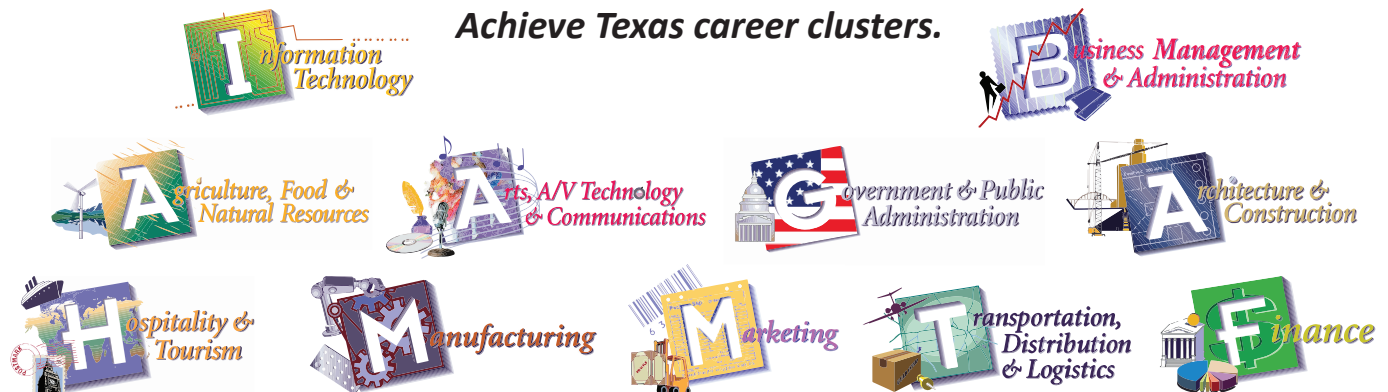 Achieve Texas career clusters.
Information
Technology
Business Management
& Administration
Agriculture, Food &
Natural Resources
Arts, A/V Technology
& Communications
Government & Public
Administration
Architecture &
Construction
Hospitality &
Tourism
POSTMARK
Manufacturing
Marketing
Transportation,
Distribution
& Logistics
Finance